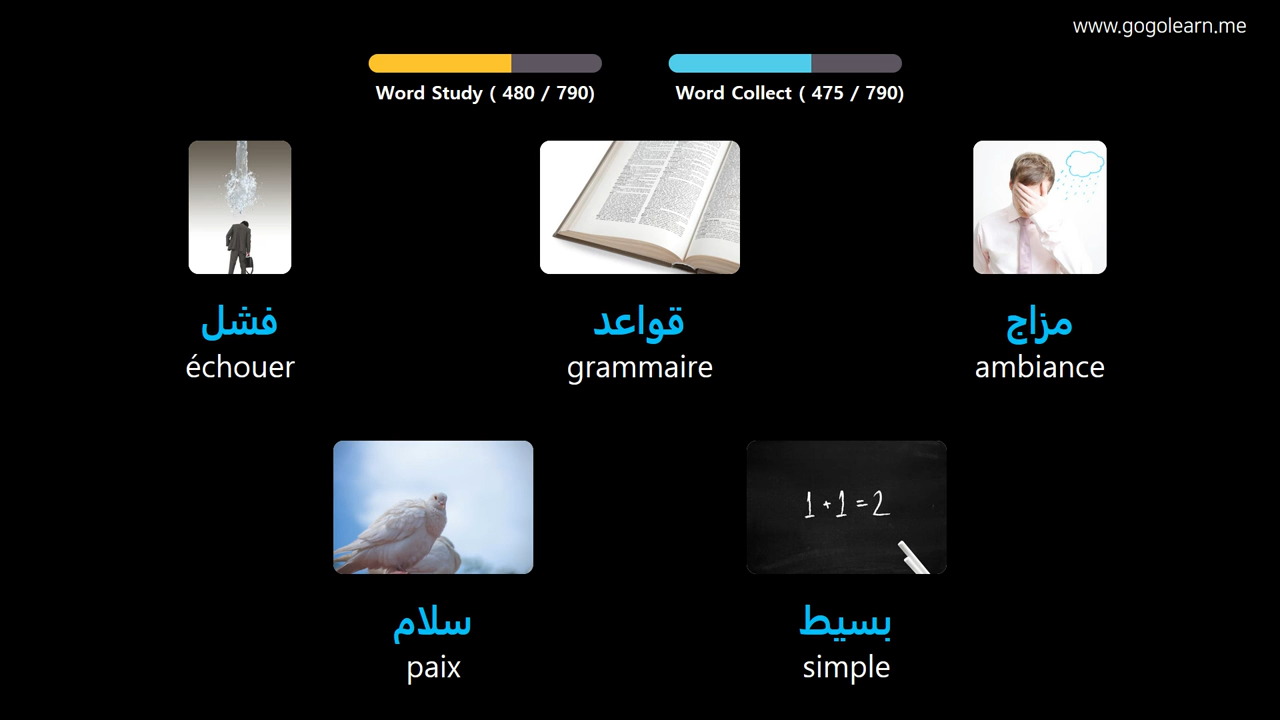 www.gogolearn.me
Word Study ( 480 / 790)
Word Collect ( 475 / 790)
فشل
échouer
قواعد
grammaire
مزاج
ambiance
سلام
paix
1 + 1 = 2
بسيط
simple